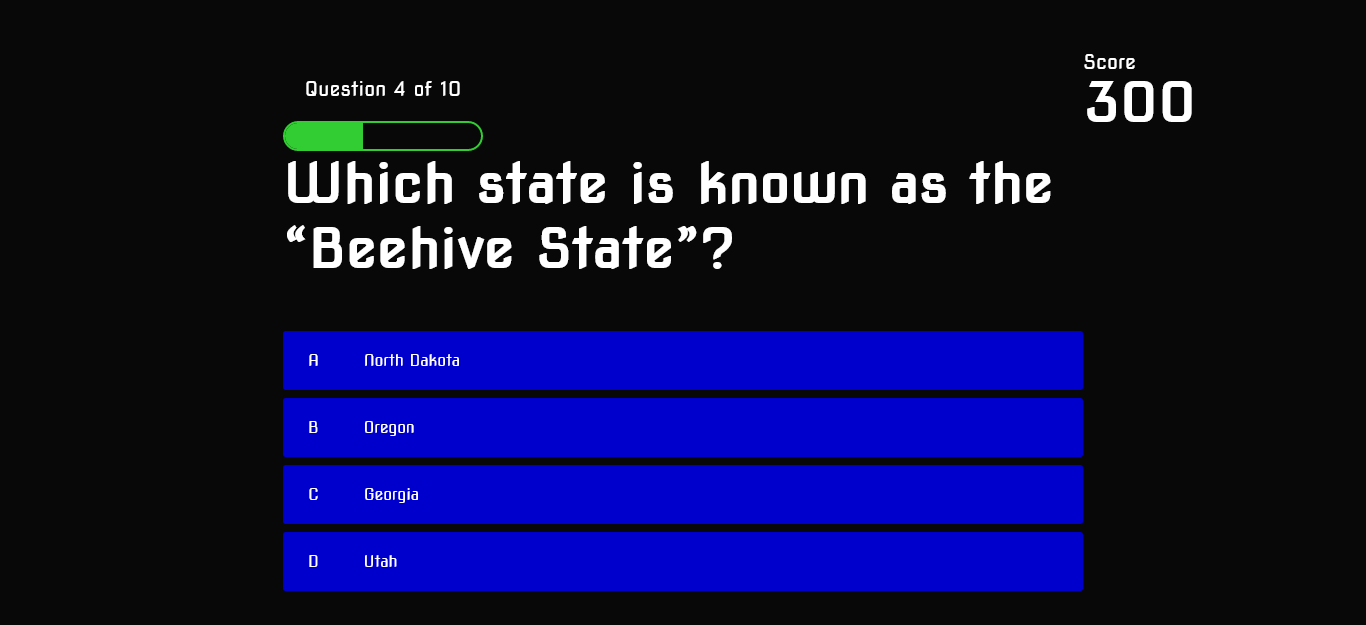 Question 4 of 10
Score
300
Which state is known as the
“Beehive State”?
A North Dakota
B Oregon
C Georgia
D Utah